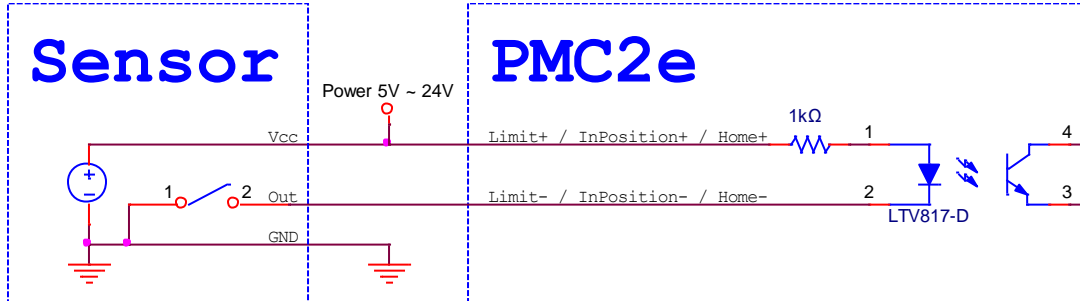 Sensor PMC2e
Power 5V ~ 24V
1kΩ
Vcc Limit+ / InPosition+ / Home+ 1 4
1 2 Out Limit- / InPosition- / Home- 2 3
LTV817-D
GND